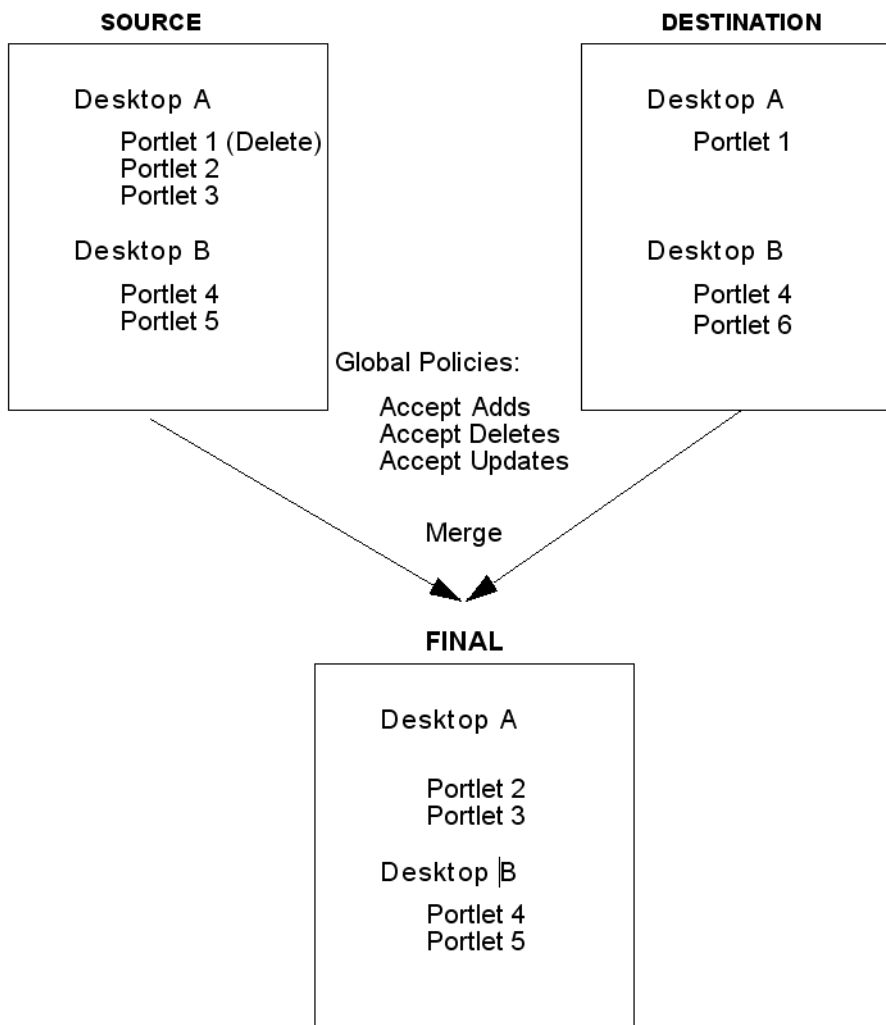 SOURCE
Desktop A
Portlet 1 (Delete)
Portlet 2
Portlet 3
Desktop B
Portlet 4
Portlet 5
DESTINATION
Desktop A
Portlet 1
Desktop B
Portlet 4
Portlet 6
Global Policies:
Accept Adds
Accept Deletes
Accept Updates
Merge
FINAL
Desktop A
Portlet 2
Portlet 3
Desktop B
Portlet 4
Portlet 5